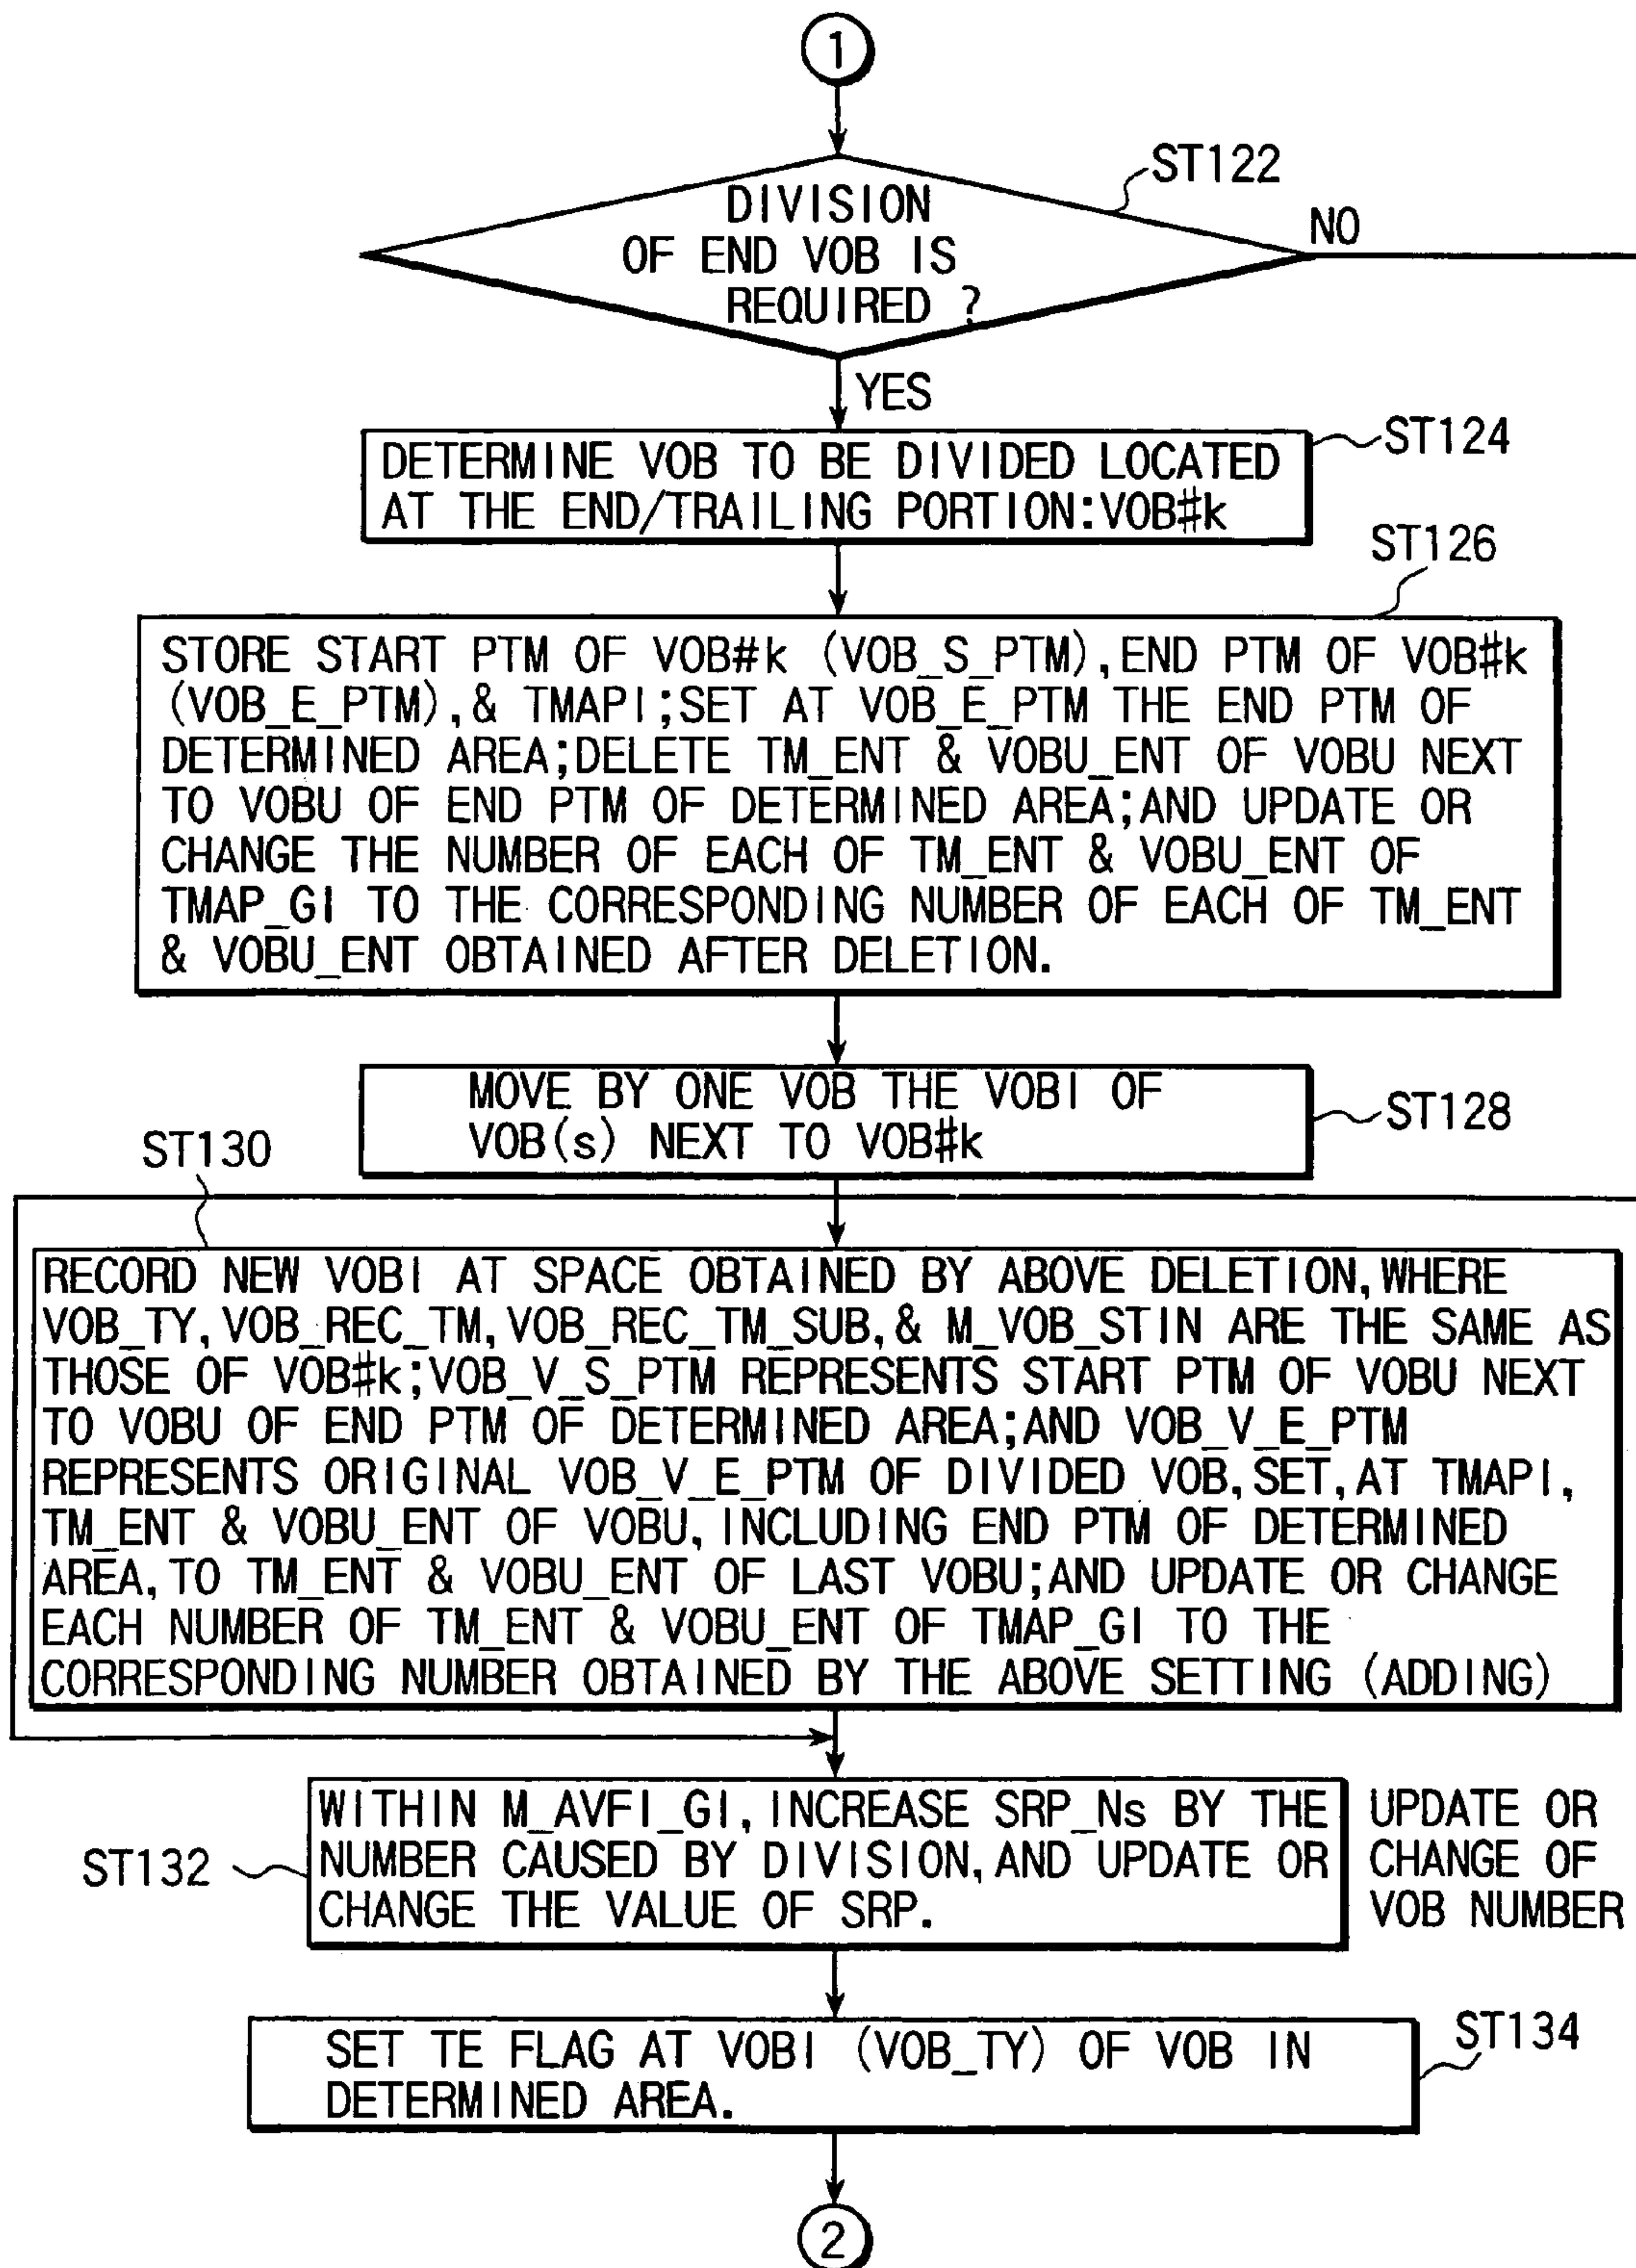 1
ST122
DIVISION
OF END VOB IS
REQUIRED ?
NO
YES
ST124
DETERMINE VOB TO BE DIVIDED LOCATED
AT THE END/TRAILING PORTION:VOB#k
ST126
STORE START PTM OF VOB#k (VOB_S_PTM),END PTM OF VOB#k
(VOB_E_PTM),& TMAPI;SET AT VOB_E_PTM THE END PTM OF
DETERMINED AREA;DELETE TM_ENT & VOBU_ENT OF VOBU NEXT
TO VOBU OF END PTM OF DETERMINED AREA;AND UPDATE OR
CHANGE THE NUMBER OF EACH OF TM_ENT & VOBU_ENT OF
TMAP_GI TO THE CORRESPONDING NUMBER OF EACH OF TM_ENT
& VOBU_ENT OBTAINED AFTER DELETION.
MOVE BY ONE VOB THE VOBI OF
VOB(s) NEXT TO VOB#k
ST128
ST130
RECORD NEW VOBI AT SPACE OBTAINED BY ABOVE DELETION,WHERE
VOB_TY,VOB_REC_TM,VOB_REC_TM_SUB,& M_VOB_STIN ARE THE SAME AS
THOSE OF VOB#k;VOB_V_S_PTM REPRESENTS START PTM OF VOBU NEXT
TO VOBU OF END PTM OF DETERMINED AREA;AND VOB_V_E_PTM
REPRESENTS ORIGINAL VOB_V_E_PTM OF DIVIDED VOB,SET,AT TMAPI,
TM_ENT & VOBU_ENT OF VOBU,INCLUDING END PTM OF DETERMINED
AREA,TO TM_ENT & VOBU_ENT OF LAST VOBU;AND UPDATE OR CHANGE
EACH NUMBER OF TM_ENT & VOBU_ENT OF TMAP_GI TO THE
CORRESPONDING NUMBER OBTAINED BY THE ABOVE SETTING (ADDING)
ST132
WITHIN M_AVFI_GI,INCREASE SRP_Ns BY THE
NUMBER CAUSED BY DIVISION,AND UPDATE OR
CHANGE THE VALUE OF SRP.
UPDATE OR
CHANGE OF
VOB NUMBER
ST134
SET TE FLAG AT VOBI (VOB_TY) OF VOB IN
DETERMINED AREA.
2